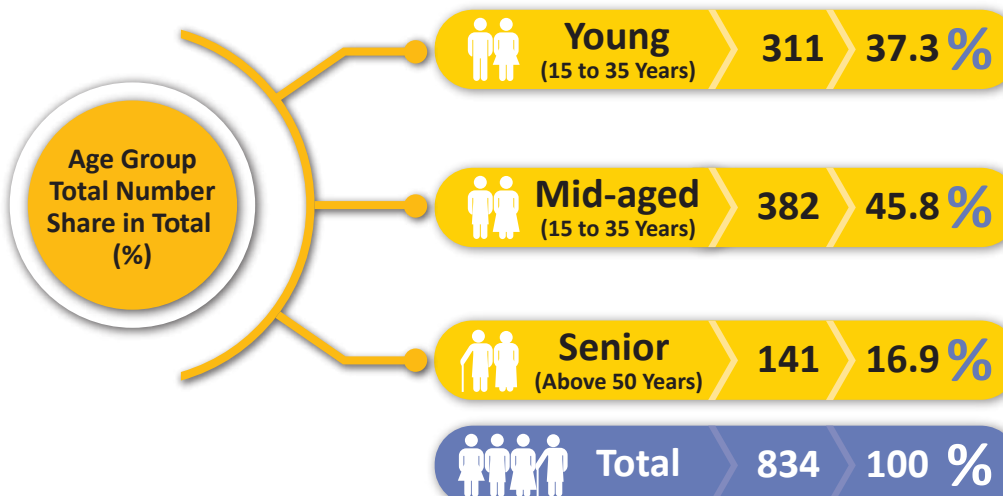 Age Group
Total Number
Share in Total
(%)
Young
(15 to 35 Years)
311
37.3 %
Mid-aged
(15 to 35 Years)
382
45.8 %
Senior
(Above 50 Years)
141
16.9 %
Total
834
100 %